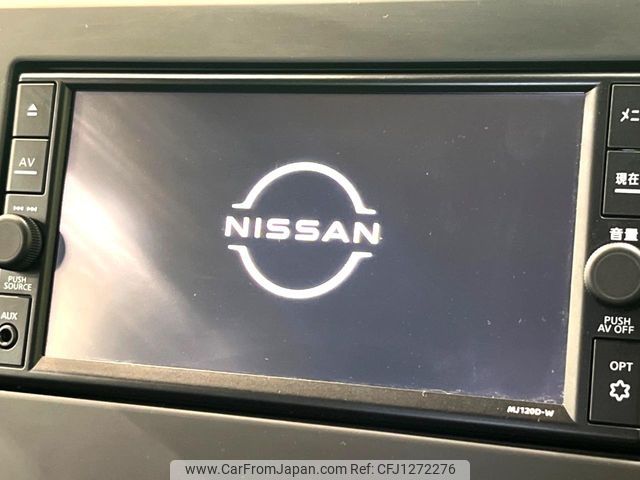 AV
PUSH
SOURCE
AUX
NISSAN
メニ
現在
音量
PUSH
AV OFF
OPT
MJ120D-W
www.CarFromJapan.com|CFJ1272276